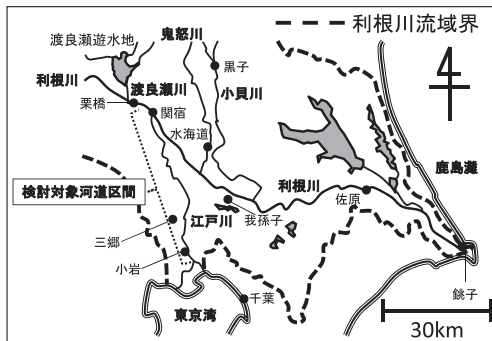 渡良瀬遊水地
鬼怒川
利根川流域界
黒子
利根川
渡良瀬川
小貝川
栗橋
関宿
水海道
鹿島灘
検討対象河道区間
利根川
佐原
江戸川
我孫子
三郷
小岩
銚子
千葉
東京湾
30km